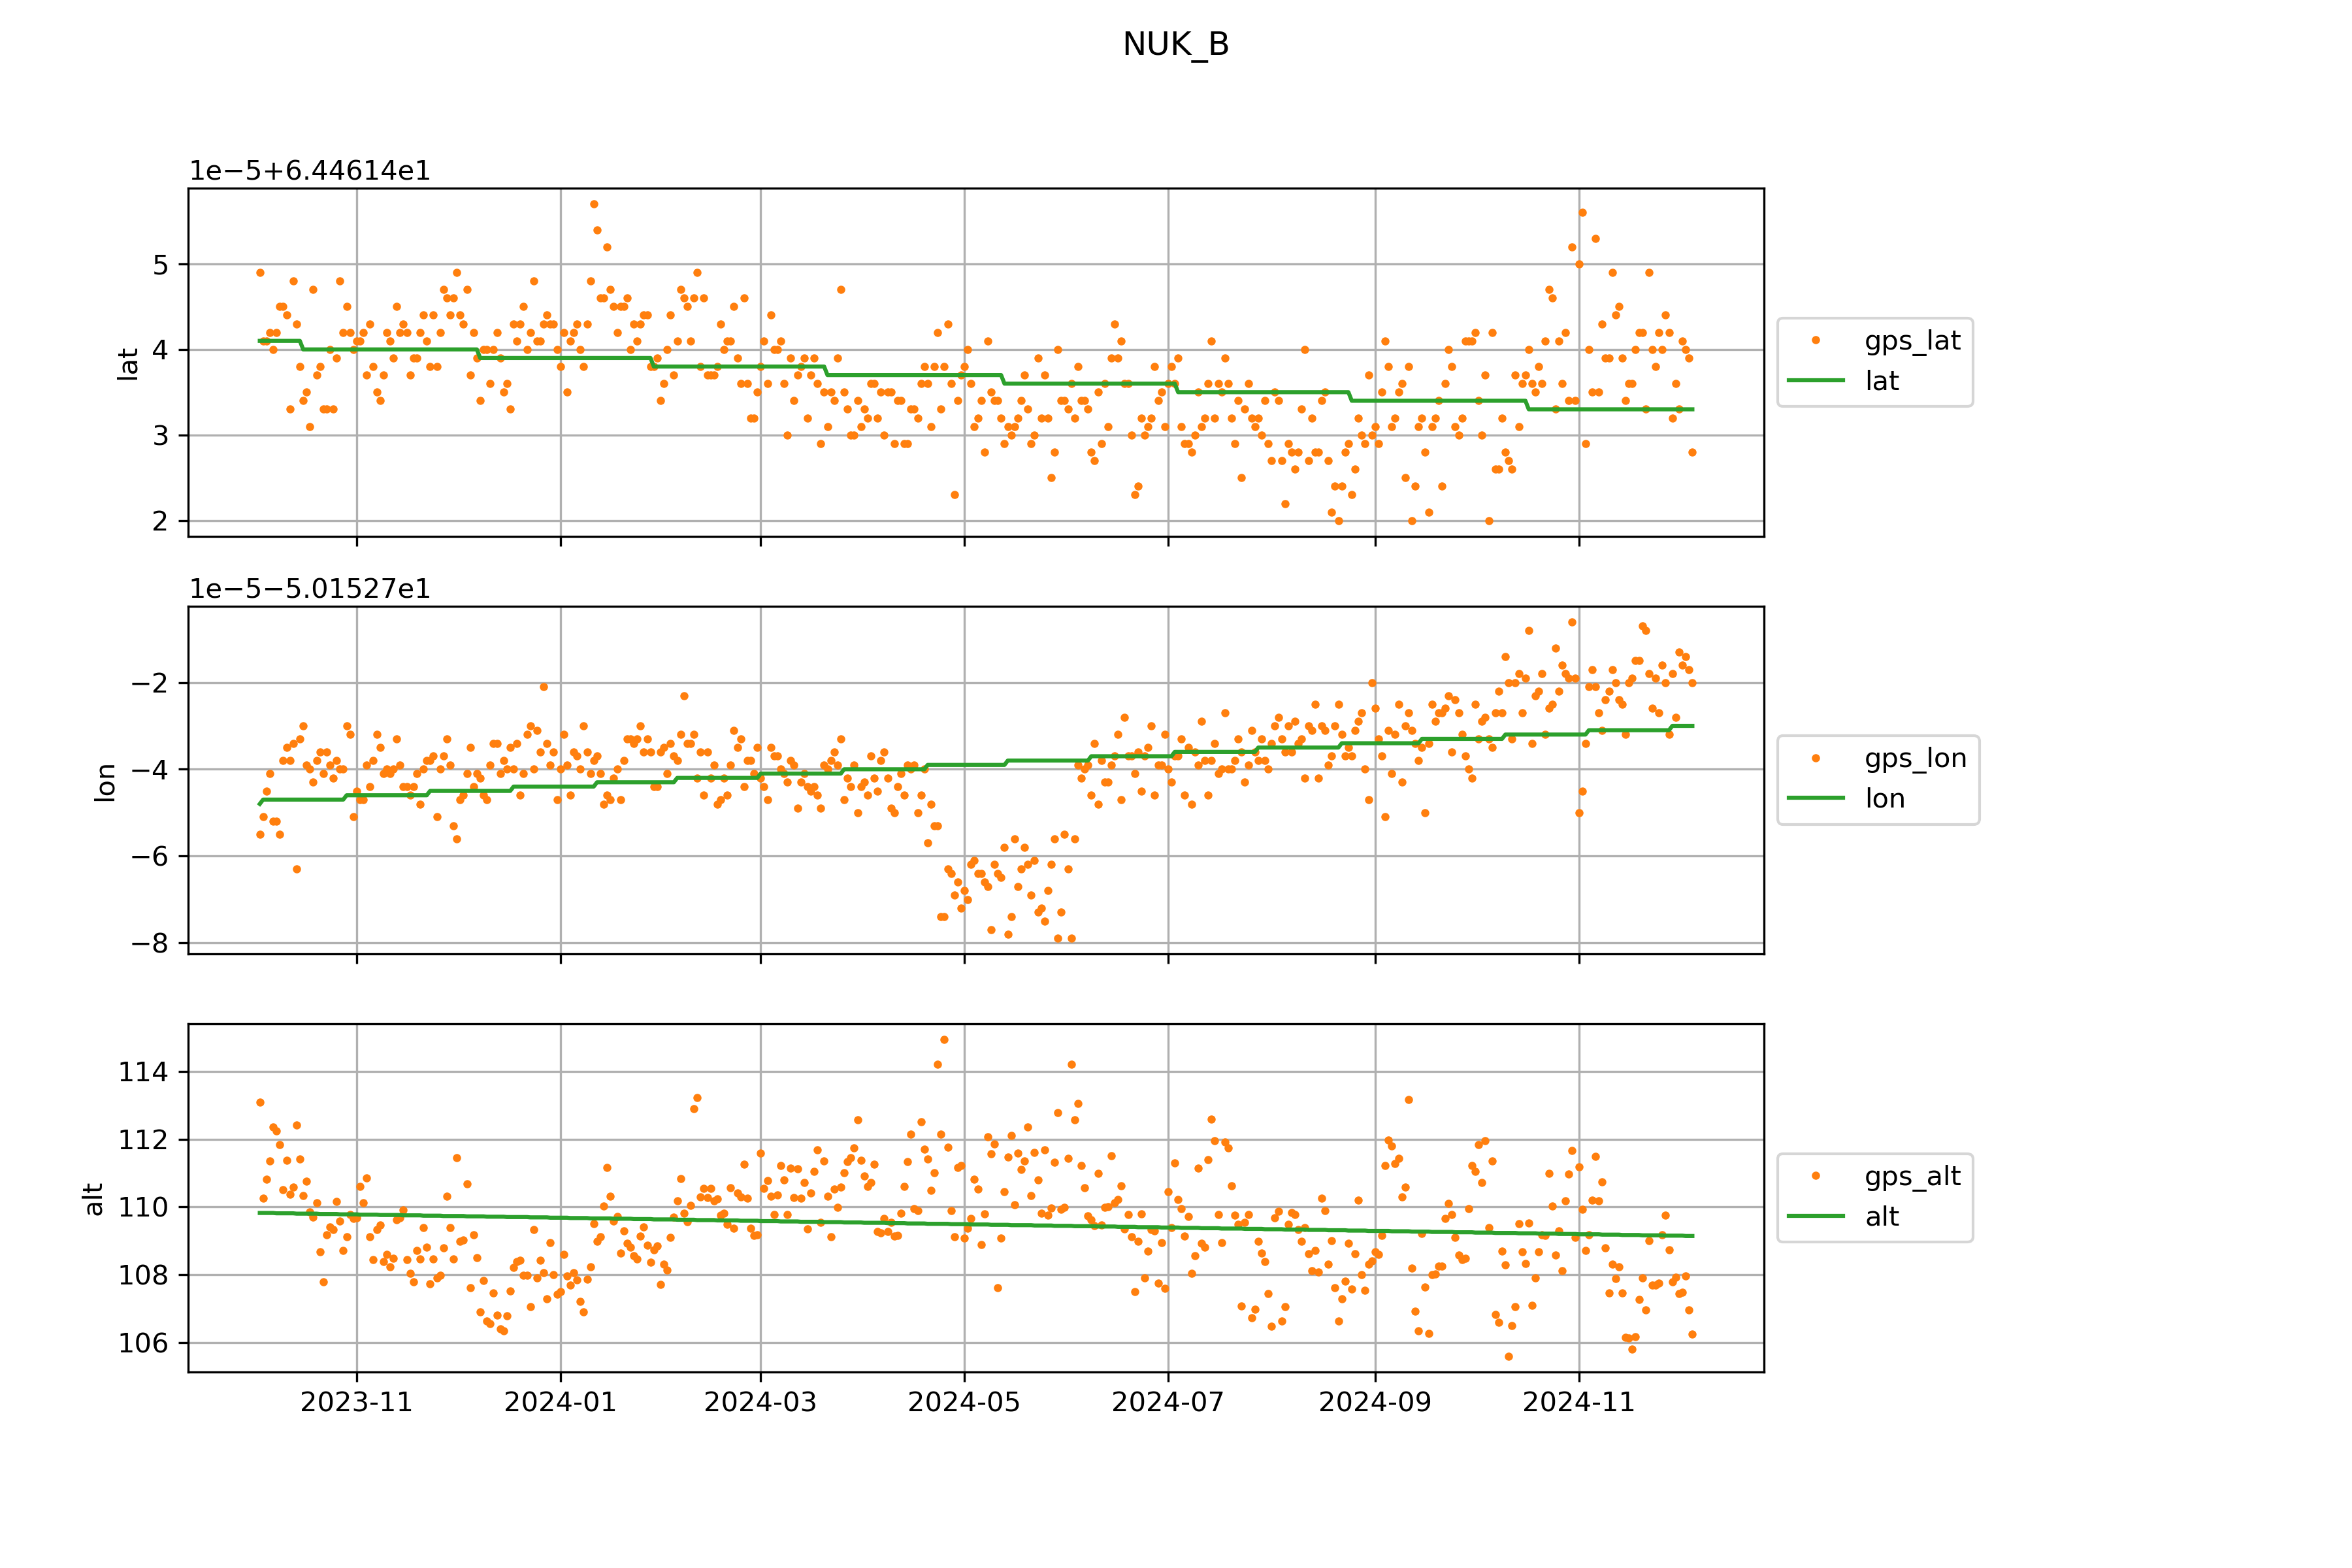 NUK_B
1e−5+6.44614e1
5
4
3
2
lat
gps_lat
lat
1e−5−5.01527e1
−2
−4
−6
−8
lon
gps_lon
lon
114
112
110
108
106
alt
gps_alt
alt
2023-11 2024-01 2024-03 2024-05 2024-07 2024-09 2024-11